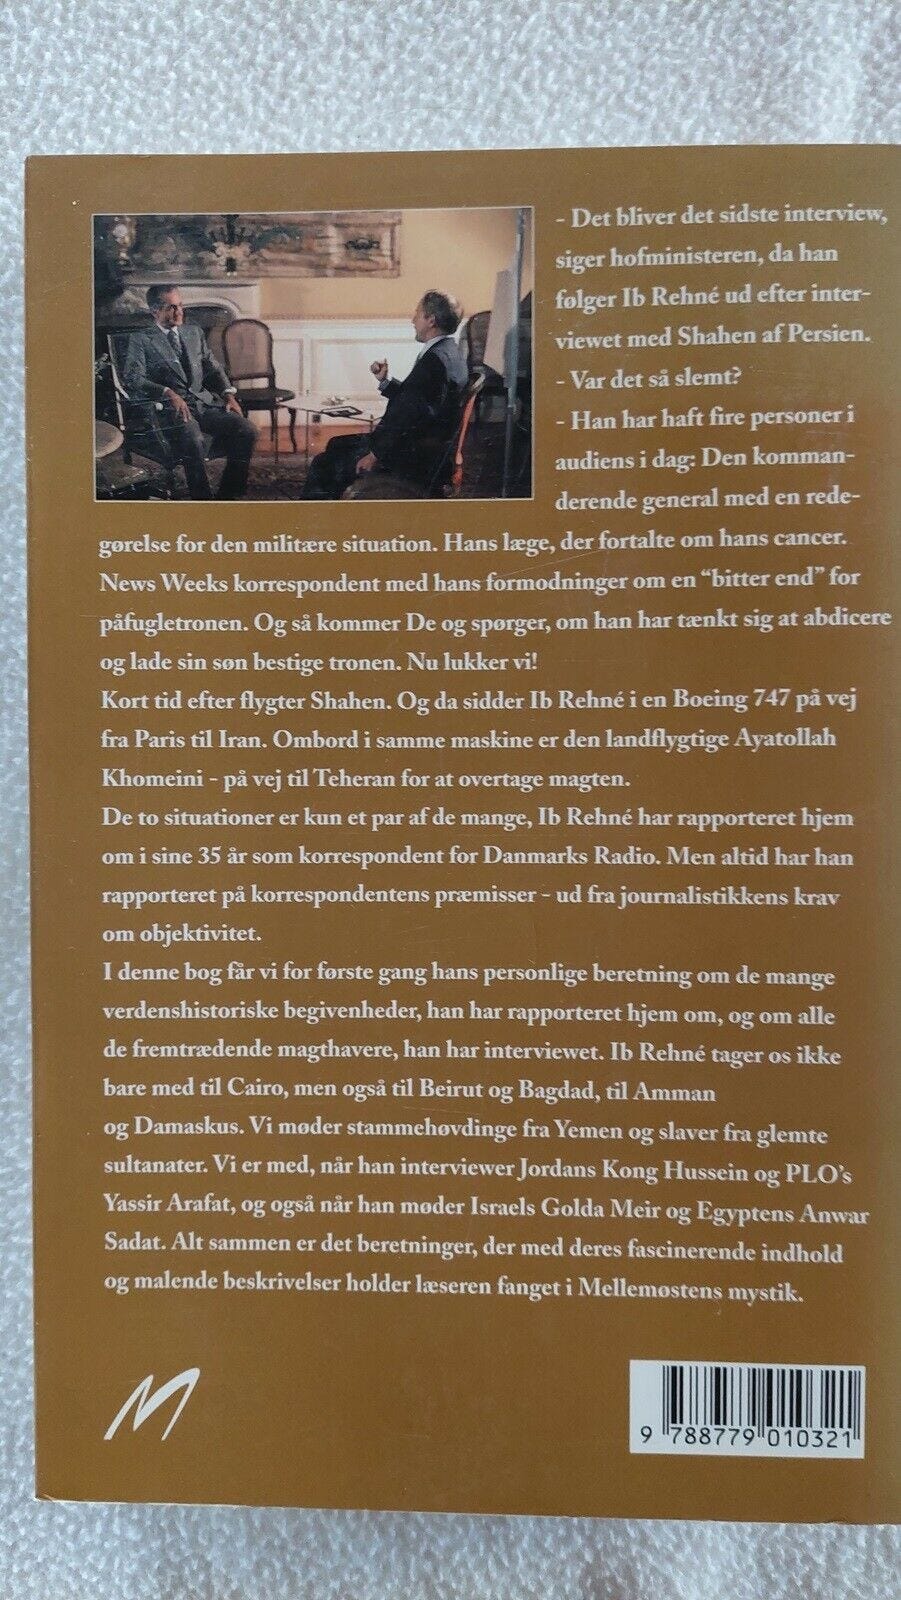 - Det bliver det sidste interview,
siger hofministeren, da han
følger Ib Rehné ud efter inter-
viewet med Shahen af Persien.
- Var det så slemt?
- Han har haft fire personer i
audiens i dag: Den komman-
derende general med en rede-
gørelse for den militære situation. Hans læge, der fortalte om hans cancer.
News Weeks korrespondent med hans formodninger om en “bitter end” for
påfugletronen. Og så kommer De og spørger, om han har tænkt sig at abdicere
og lade sin søn bestige tronen. Nu lukker vi!
Kort tid efter flygter Shahen. Og da sidder Ib Rehné i en Boeing 747 på vej
fra Paris til Iran. Ombord i samme maskine er den landflygtige Ayatollah
Khomeini - på vej til Teheran for at overtage magten.
De to situationer er kun et par af de mange, Ib Rehné har rapporteret hjem
om i sine 35 år som korrespondent for Danmarks Radio. Men altid har han
rapporteret på korrespondentens præmisser - ud fra journalistikkens krav
om objektivitet.
I denne bog får vi for første gang hans personlige beretning om de mange
verdenshistoriske begivenheder, han har rapporteret hjem om, og om alle
de fremtrædende magthavere, han har interviewet. Ib Rehné tager os ikke
bare med til Cairo, men også til Beirut og Bagdad, til Amman
og Damaskus. Vi møder stammehøvdinge fra Yemen og slaver fra glemte
sultanater. Vi er med, når han interviewer Jordans Kong Hussein og PLO’s
Yassir Arafat, og også når han møder Israels Golda Meir og Egyptens Anwar
Sadat. Alt sammen er det beretninger, der med deres fascinerende indhold
og malende beskrivelser holder læseren fanget i Mellemøstens mystik.
M
9 788779 010321